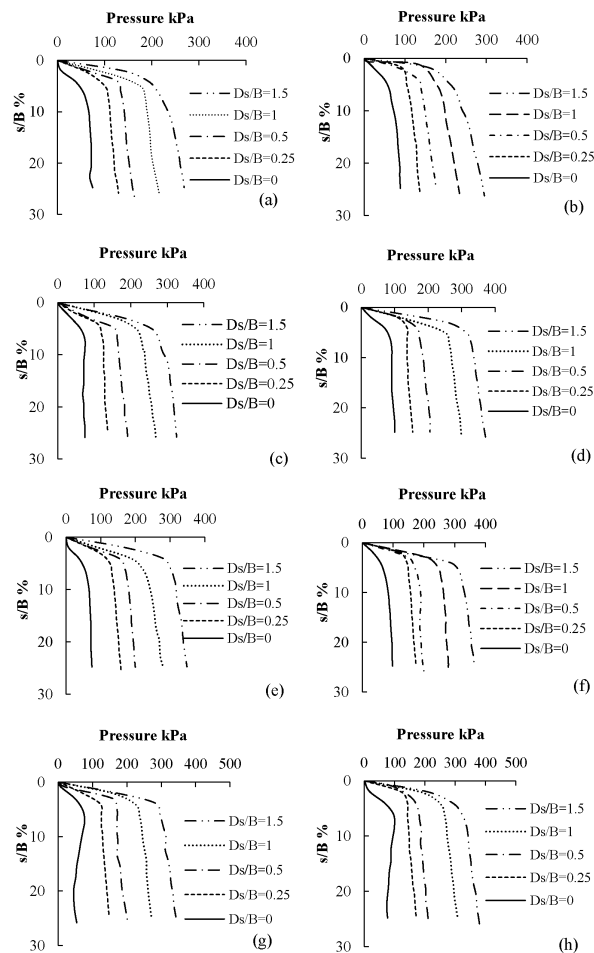 Pressure kPa
0 100 200 300 400
0
10
20
30
s/B %
Ds/B=1.5
Ds/B=1
Ds/B=0.5
Ds/B=0.25
Ds/B=0
(a)
Pressure kPa
0 100 200 300 400
0
10
20
30
s/B %
Ds/B=1.5
Ds/B=1
Ds/B=0.5
Ds/B=0.25
Ds/B=0
(b)
Pressure kPa
0 100 200 300 400
0
10
20
30
s/B %
Ds/B=1.5
Ds/B=1
Ds/B=0.5
Ds/B=0.25
Ds/B=0
(c)
Pressure kPa
0 100 200 300 400
0
10
20
30
s/B %
Ds/B=1.5
Ds/B=1
Ds/B=0.5
Ds/B=0.25
Ds/B=0
(d)
Pressure kPa
0 100 200 300 400
0
10
20
30
s/B %
Ds/B=1.5
Ds/B=1
Ds/B=0.5
Ds/B=0.25
Ds/B=0
(e)
Pressure kPa
0 100 200 300 400
0
10
20
30
s/B %
Ds/B=1.5
Ds/B=1
Ds/B=0.5
Ds/B=0.25
Ds/B=0
(f)
Pressure kPa
0 100 200 300 400 500
0
10
20
30
s/B %
Ds/B=1.5
Ds/B=1
Ds/B=0.5
Ds/B=0.25
Ds/B=0
(g)
Pressure kPa
0 100 200 300 400 500
0
10
20
30
s/B %
Ds/B=1.5
Ds/B=1
Ds/B=0.5
Ds/B=0.25
Ds/B=0
(h)